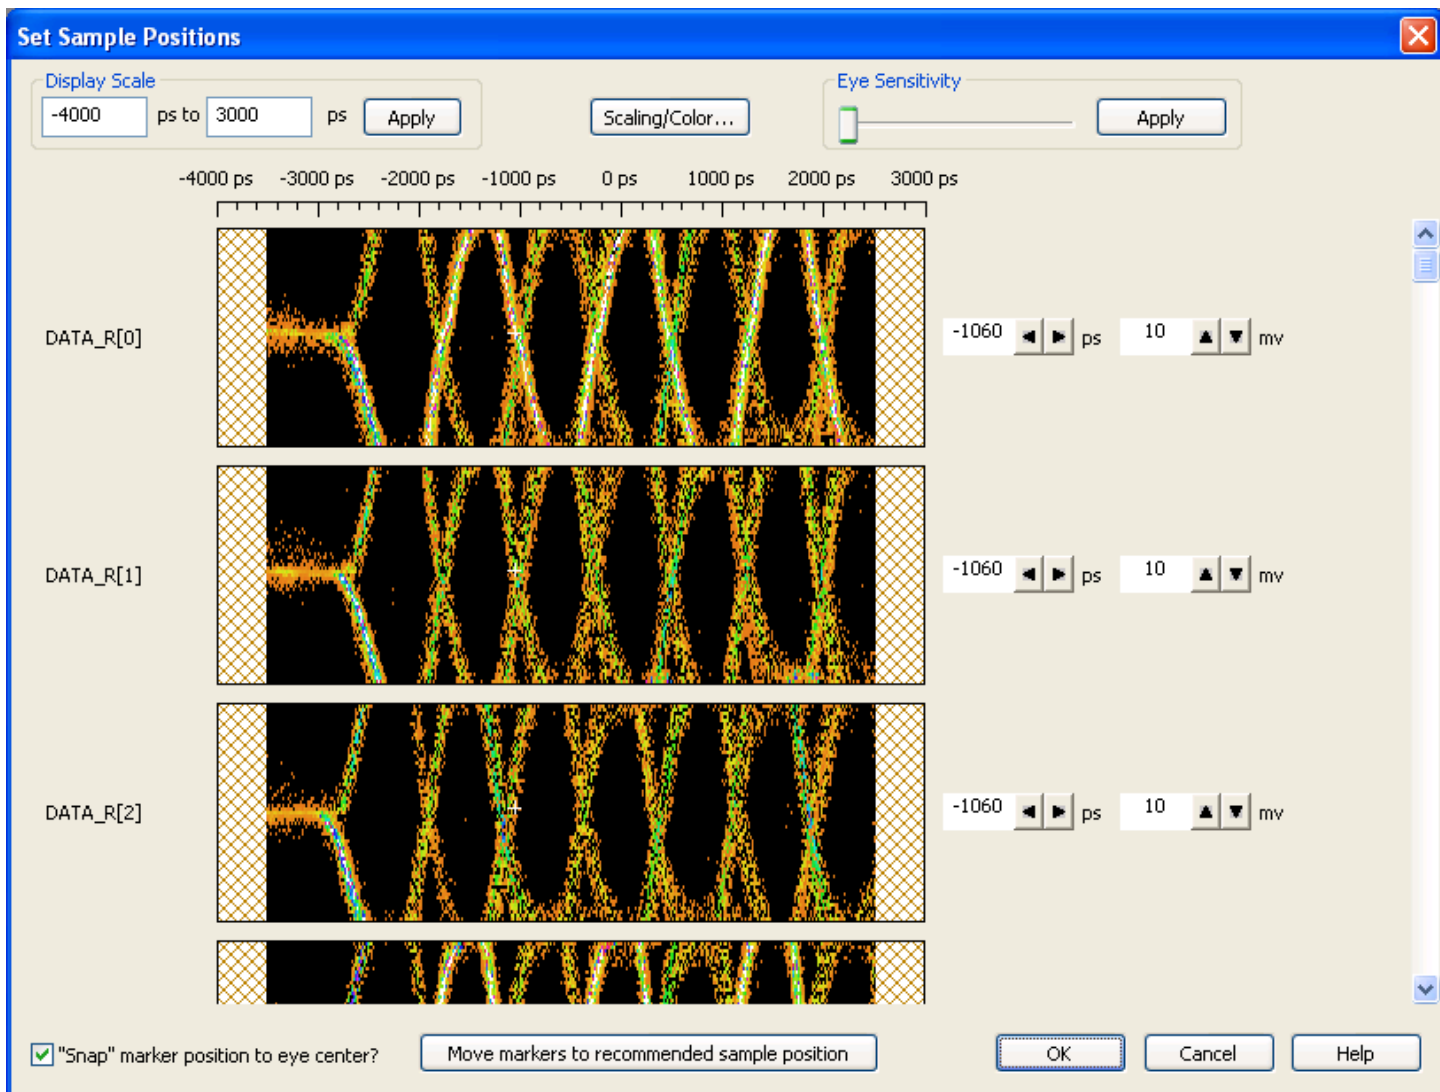 Set Sample Positions
Display Scale
-4000 ps to 3000 ps Apply
Scaling/Color...
Eye Sensitivity
Apply
-4000 ps -3000 ps -2000 ps -1000 ps 0 ps 1000 ps 2000 ps 3000 ps
DATA_R[0] -1060 ps 10 mv
DATA_R[1] -1060 ps 10 mv
DATA_R[2] -1060 ps 10 mv
"Snap" marker position to eye center? Move markers to recommended sample position OK Cancel Help